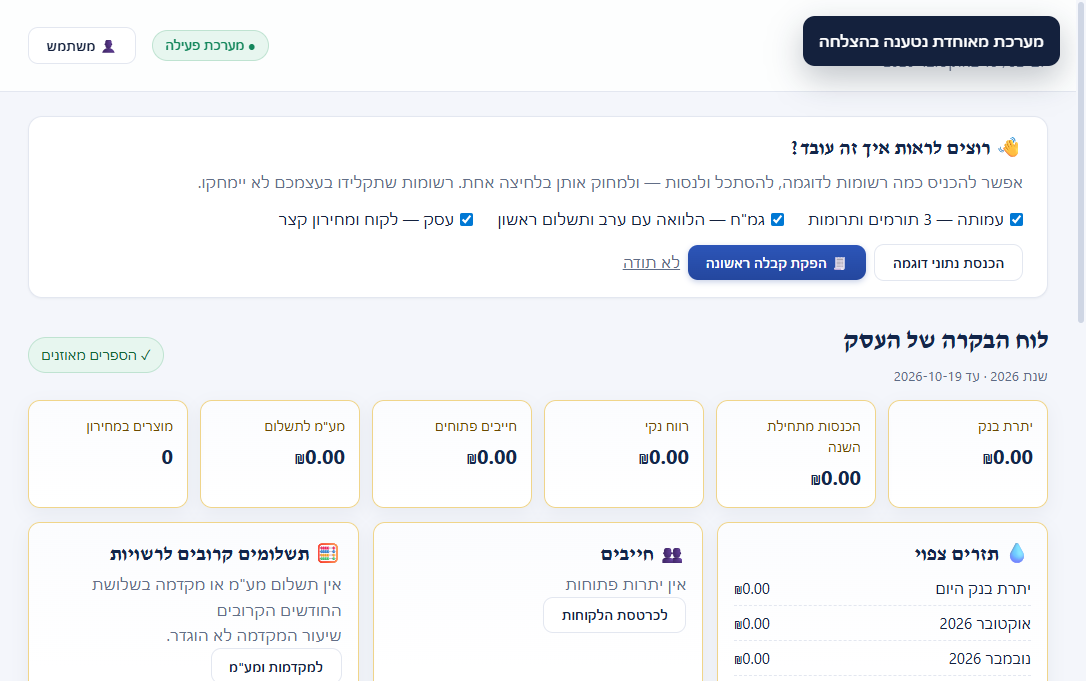 מערכת מאוחדת נטענה בהצלחה
● מערכת פעילה
👤 משתמש
👋 רוצים לראות איך זה עובד?
אפשר להכניס כמה רשומות לדוגמה, להסתכל ולנסות — ולמחוק אותן בלחיצה אחת. רשומות שתקלידו בעצמכם לא יימחקו.
עמותה — 3 תורמים ותרומות
גמ"ח — הלוואה עם ערב ותשלום ראשון
עסק — לקוח ומחירון קצר
הכנסת נתוני דוגמה
🧾 הפקת קבלה ראשונה
לא תודה
לוח הבקרה של העסק
✓ הספרים מאוזנים
שנת 2026 · עד 2026-10-19
יתרת בנק
₪0.00
הכנסות מתחילת
השנה
₪0.00
רווח נקי
₪0.00
חייבים פתוחים
₪0.00
מע"מ לתשלום
₪0.00
מוצרים במחירון
0
💧 תזרים צפוי
יתרת בנק היום ₪0.00
אוקטובר 2026 ₪0.00
נובמבר 2026 ₪0.00
👥 חייבים
אין יתרות פתוחות
לכרטסת הלקוחות
🧮 תשלומים קרובים לרשויות
אין תשלום מע"מ או מקדמה בשלושת
החודשים הקרובים
שיעור המקדמה לא הוגדר.
למקדמות ומע"מ